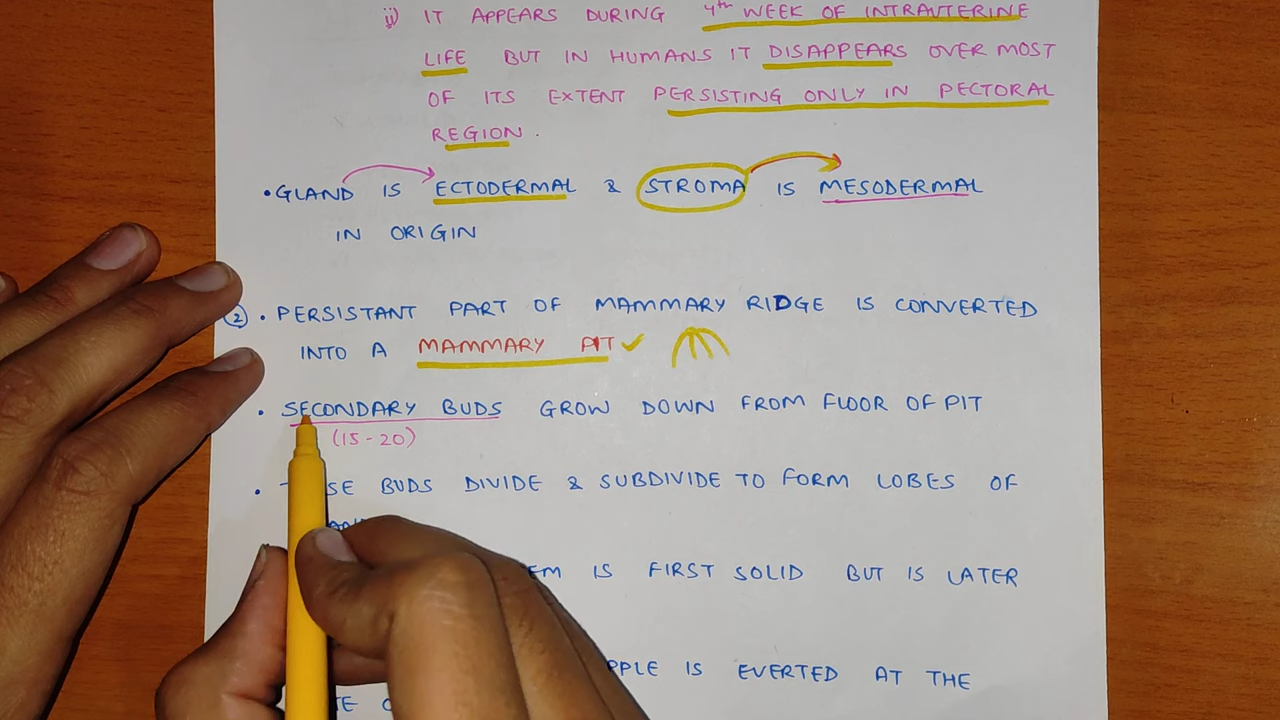 ii) IT APPEARS DURING 4th WEEK OF INTRAUTERINE
LIFE BUT IN HUMANS IT DISAPPEARS OVER MOST
OF ITS EXTENT PERSISTING ONLY IN PECTORAL
REGION.
• GLAND IS ECTODERMAL & STROMA IS MESODERMAL
IN ORIGIN
② • PERSISTANT PART OF MAMMARY RIDGE IS CONVERTED
INTO A MAMMARY PIT ✓
• SECONDARY BUDS GROW DOWN FROM FLOOR OF PIT
(15-20)
• BUDS DIVIDE & SUBDIVIDE TO FORM LOBES OF
IS FIRST SOLID BUT IS LATER
IS EVERTED AT THE